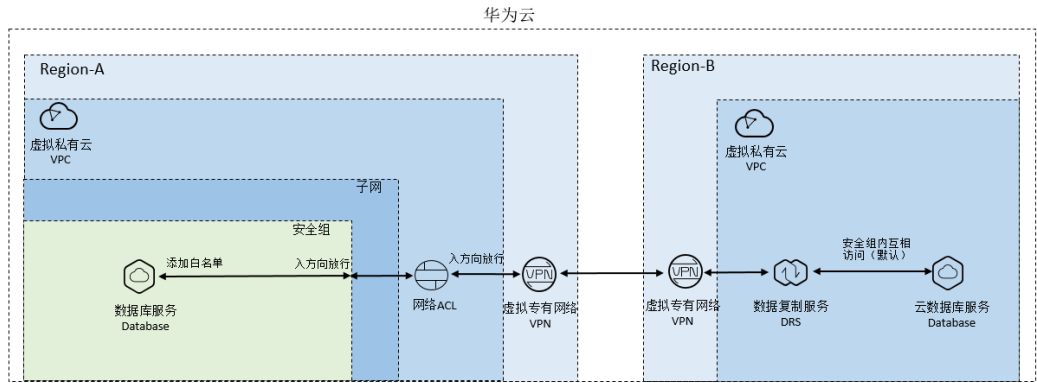 华为云
Region-A
虚拟私有云
VPC
子网
安全组
添加白名单
入方向放行
数据库服务
Database
网络ACL
入方向放行
VPN
虚拟专有网络
VPN
Region-B
虚拟私有云
VPC
VPN
虚拟专有网络
VPN
数据复制服务
DRS
安全组内互相
访问（默认）
云数据库服务
Database